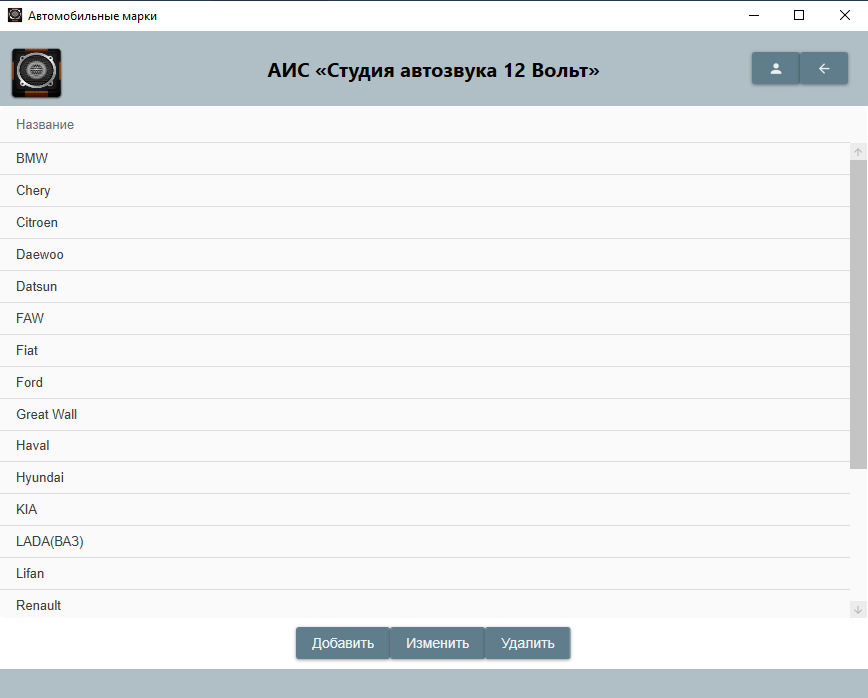 Автомобильные марки
АИС «Студия автозвука 12 Вольт»
Название
BMW
Chery
Citroen
Daewoo
Datsun
FAW
Fiat
Ford
Great Wall
Haval
Hyundai
KIA
LADA(ВАЗ)
Lifan
Renault
Добавить Изменить Удалить